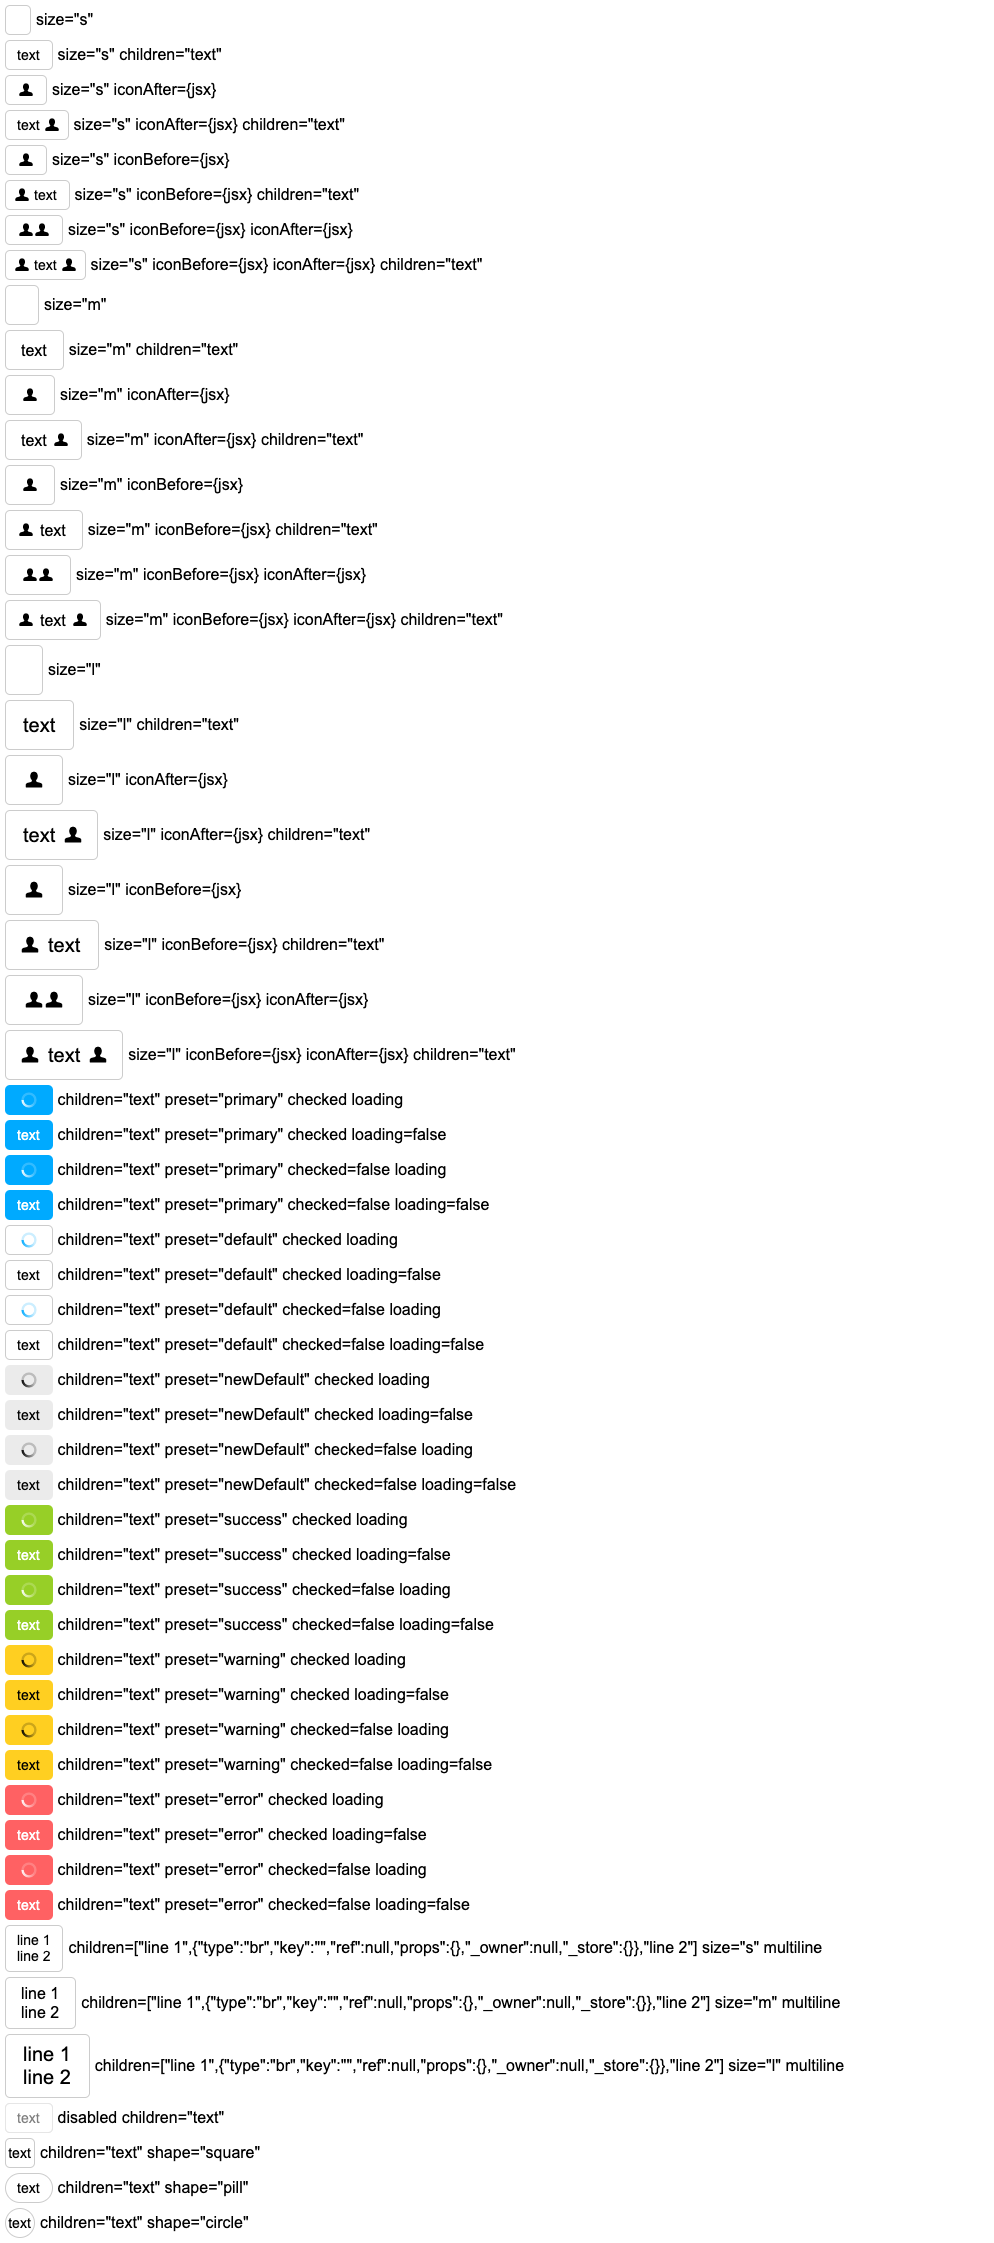 size="s"
text size="s" children="text"
size="s" iconAfter={jsx}
text size="s" iconAfter={jsx} children="text"
size="s" iconBefore={jsx}
text size="s" iconBefore={jsx} children="text"
size="s" iconBefore={jsx} iconAfter={jsx}
text size="s" iconBefore={jsx} iconAfter={jsx} children="text"
size="m"
text size="m" children="text"
size="m" iconAfter={jsx}
text size="m" iconAfter={jsx} children="text"
size="m" iconBefore={jsx}
text size="m" iconBefore={jsx} children="text"
size="m" iconBefore={jsx} iconAfter={jsx}
text size="m" iconBefore={jsx} iconAfter={jsx} children="text"
size="l"
text size="l" children="text"
size="l" iconAfter={jsx}
text size="l" iconAfter={jsx} children="text"
size="l" iconBefore={jsx}
text size="l" iconBefore={jsx} children="text"
size="l" iconBefore={jsx} iconAfter={jsx}
text size="l" iconBefore={jsx} iconAfter={jsx} children="text"
children="text" preset="primary" checked loading
text children="text" preset="primary" checked loading=false
children="text" preset="primary" checked=false loading
text children="text" preset="primary" checked=false loading=false
children="text" preset="default" checked loading
text children="text" preset="default" checked loading=false
children="text" preset="default" checked=false loading
text children="text" preset="default" checked=false loading=false
children="text" preset="newDefault" checked loading
text children="text" preset="newDefault" checked loading=false
children="text" preset="newDefault" checked=false loading
text children="text" preset="newDefault" checked=false loading=false
children="text" preset="success" checked loading
text children="text" preset="success" checked loading=false
children="text" preset="success" checked=false loading
text children="text" preset="success" checked=false loading=false
children="text" preset="warning" checked loading
text children="text" preset="warning" checked loading=false
children="text" preset="warning" checked=false loading
text children="text" preset="warning" checked=false loading=false
children="text" preset="error" checked loading
text children="text" preset="error" checked loading=false
children="text" preset="error" checked=false loading
text children="text" preset="error" checked=false loading=false
line 1
line 2
children=["line 1",{"type":"br","key":"","ref":null,"props":{},"_owner":null,"_store":{}},"line 2"] size="s" multiline
line 1
line 2
children=["line 1",{"type":"br","key":"","ref":null,"props":{},"_owner":null,"_store":{}},"line 2"] size="m" multiline
line 1
line 2
children=["line 1",{"type":"br","key":"","ref":null,"props":{},"_owner":null,"_store":{}},"line 2"] size="l" multiline
text disabled children="text"
text children="text" shape="square"
text children="text" shape="pill"
text children="text" shape="circle"